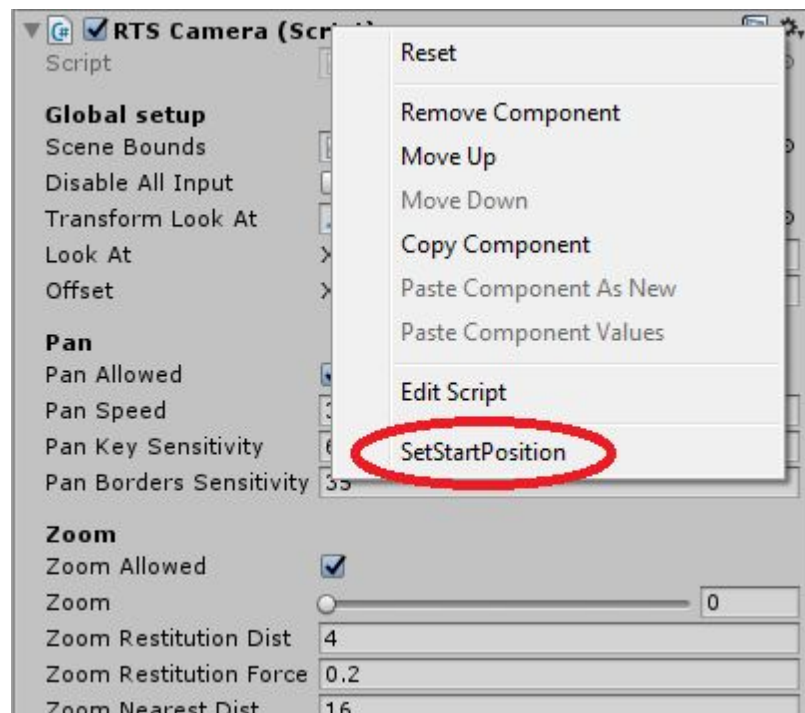 RTS Camera (Scr
Script
Global setup
Scene Bounds
Disable All Input
Transform Look At
Look At
Offset
Pan
Pan Allowed
Pan Speed
Pan Key Sensitivity
Pan Borders Sensitivity 35
Reset
Remove Component
Move Up
Move Down
Copy Component
Paste Component As New
Paste Component Values
Edit Script
SetStartPosition
Zoom
Zoom Allowed
Zoom 0
Zoom Restitution Dist 4
Zoom Restitution Force 0.2
Zoom Nearest Dist 16